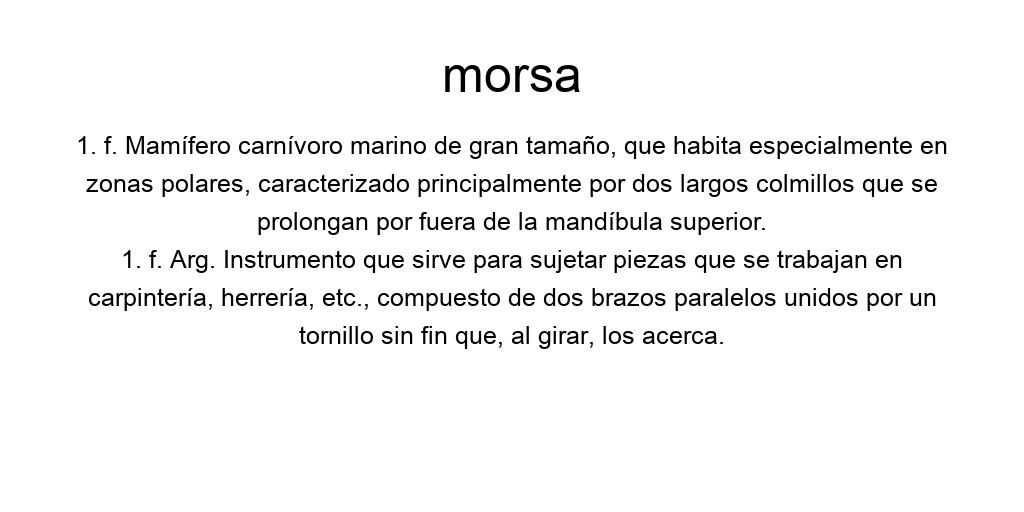 morsa
1. f. Mamífero carnívoro marino de gran tamaño, que habita especialmente en
zonas polares, caracterizado principalmente por dos largos colmillos que se
prolongan por fuera de la mandíbula superior.
1. f. Arg. Instrumento que sirve para sujetar piezas que se trabajan en
carpintería, herrería, etc., compuesto de dos brazos paralelos unidos por un
tornillo sin fin que, al girar, los acerca.